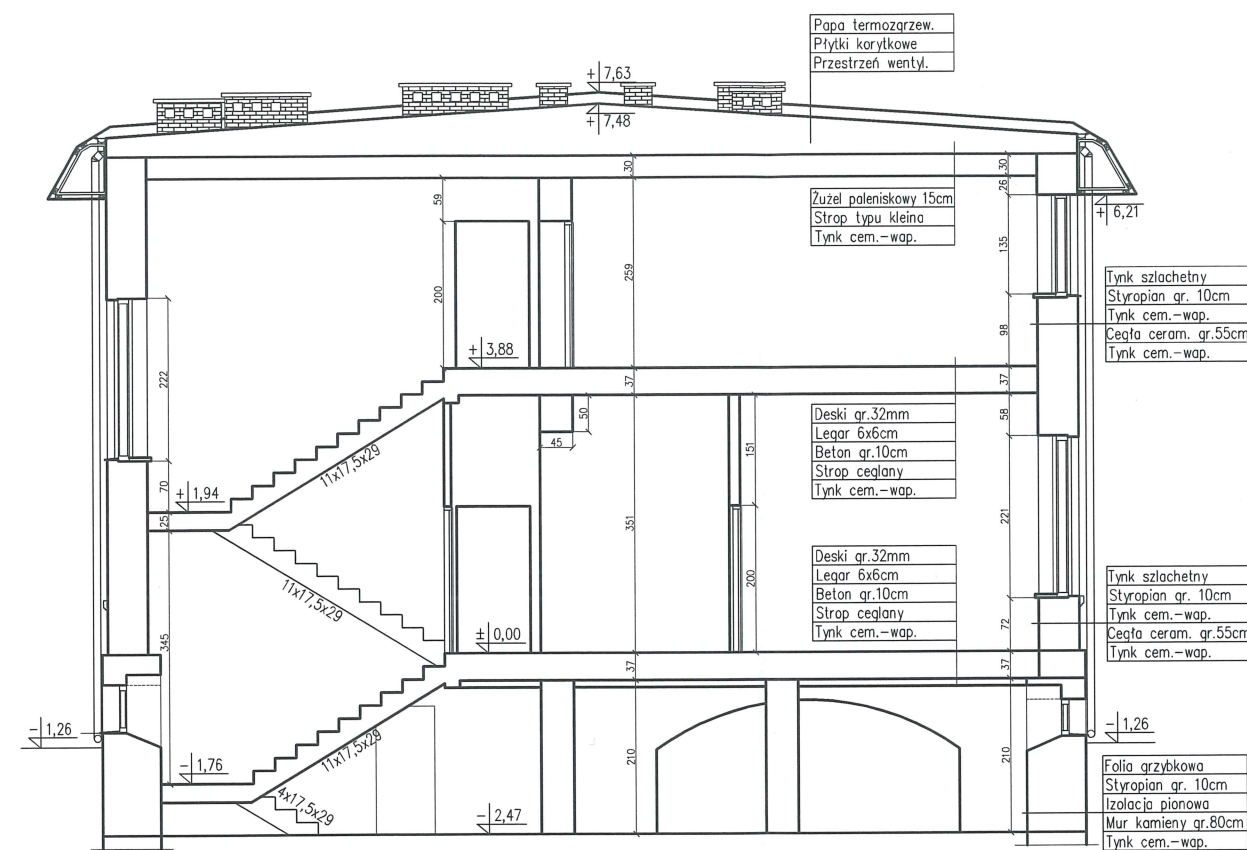 Papa termozgrzew.
Płytki korytkowe
Przestrzeń wentyl.
+ 7,63
+ 7,48
30
30
26
59
Żużel paleniskowy 15cm
Strop typu kleina
Tynk cem.-wap.
+ 6,21
135
259
200
Tynk szlachetny
Styropian gr. 10cm
Tynk cem.-wap.
Cegła ceram. gr.55cm
Tynk cem.-wap.
98
+ 3,88
222
37
37
50
58
45
Deski gr.32mm
Legar 6x6cm
Beton gr.10cm
Strop ceglany
Tynk cem.-wap.
151
11x17,5x29
70
+ 1,94
25
351
221
11x17,5x29
200
Deski gr.32mm
Legar 6x6cm
Beton gr.10cm
Strop ceglany
Tynk cem.-wap.
Tynk szlachetny
Styropian gr. 10cm
Tynk cem.-wap.
Cegła ceram. gr.55cm
Tynk cem.-wap.
72
± 0,00
345
37
37
- 1,26
- 1,26
11x17,5x29
- 1,76
210
210
4x17,5x29
- 2,47
Folia grzybkowa
Styropian gr. 10cm
Izolacja pionowa
Mur kamieny gr.80cm
Tynk cem.-wap.